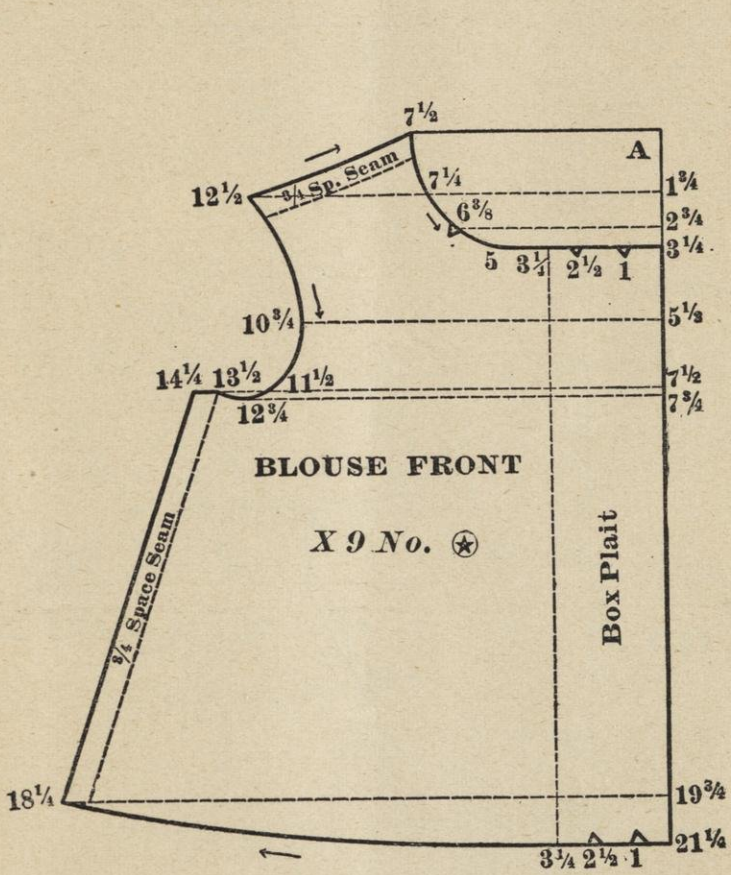 7½
A
¾ Sp. Seam
12½
7¼
1¾
6⅜
2¾
3¼
5 3¼ 2½ 1
10¾
5½
14¼ 13½ 11½
7½
12¾
7¾
BLOUSE FRONT
X 9 No.
Box Plait
¾ Space Seam
18¼
19¾
21¼
3¼ 2½ 1